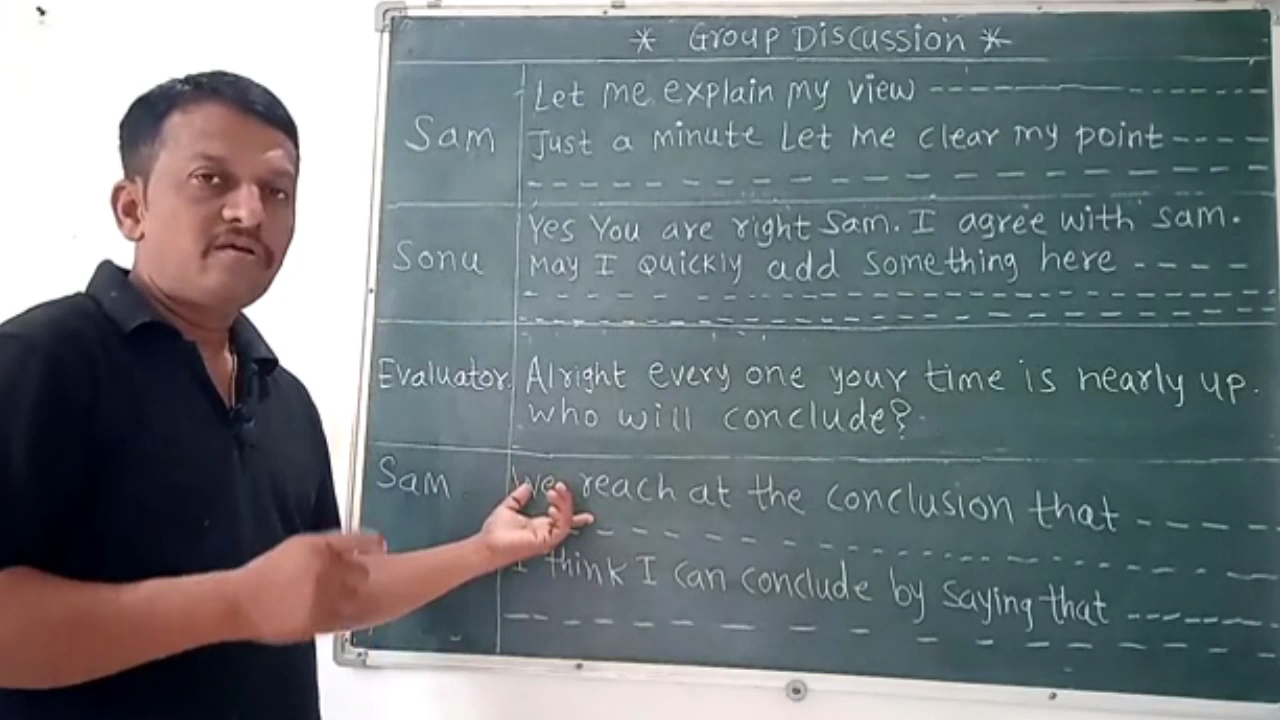 * Group Discussion *
Sam
Let me explain my view ----------
Just a minute Let me clear my point ----
Sonu
Yes You are right Sam. I agree with Sam.
May I quickly add something here ----
Evaluator.
Alright every one your time is nearly up.
who will conclude?
Sam
We reach at the conclusion that ----
I think I can conclude by saying that ------